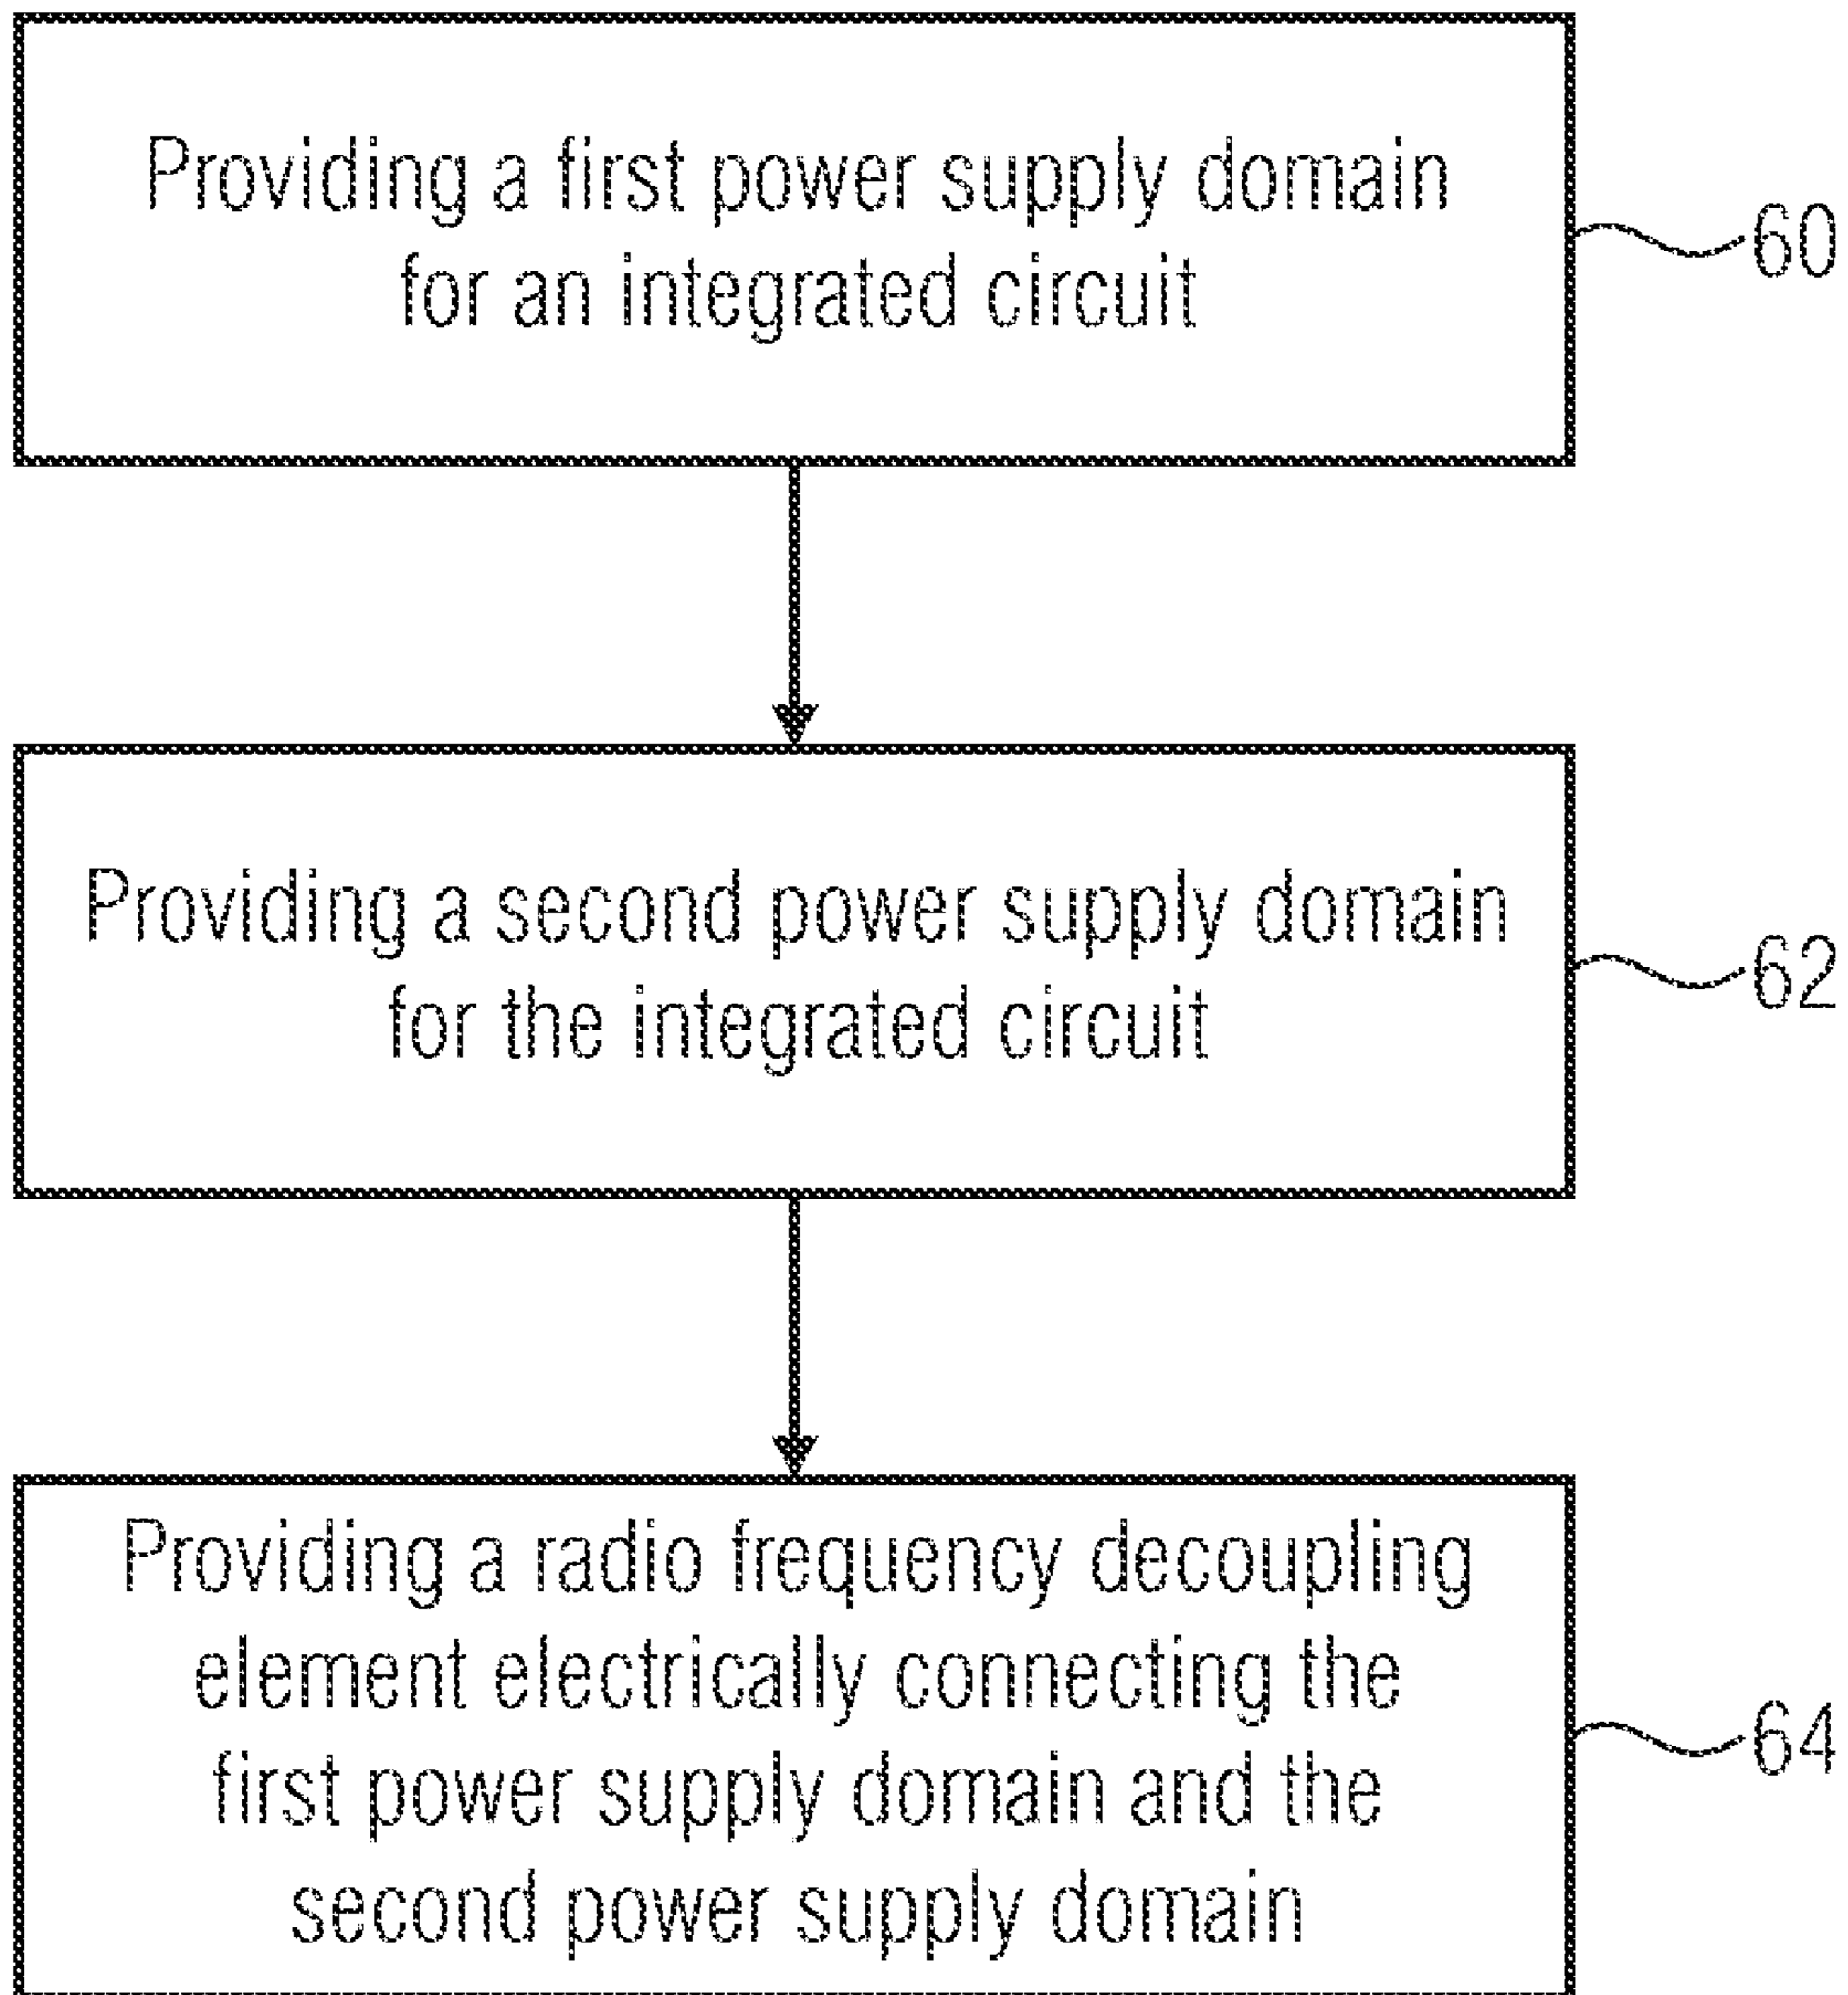 Providing a first power supply domain
for an integrated circuit
60
Providing a second power supply domain
for the integrated circuit
62
Providing a radio frequency decoupling
element electrically connecting the
first power supply domain and the
second power supply domain
64